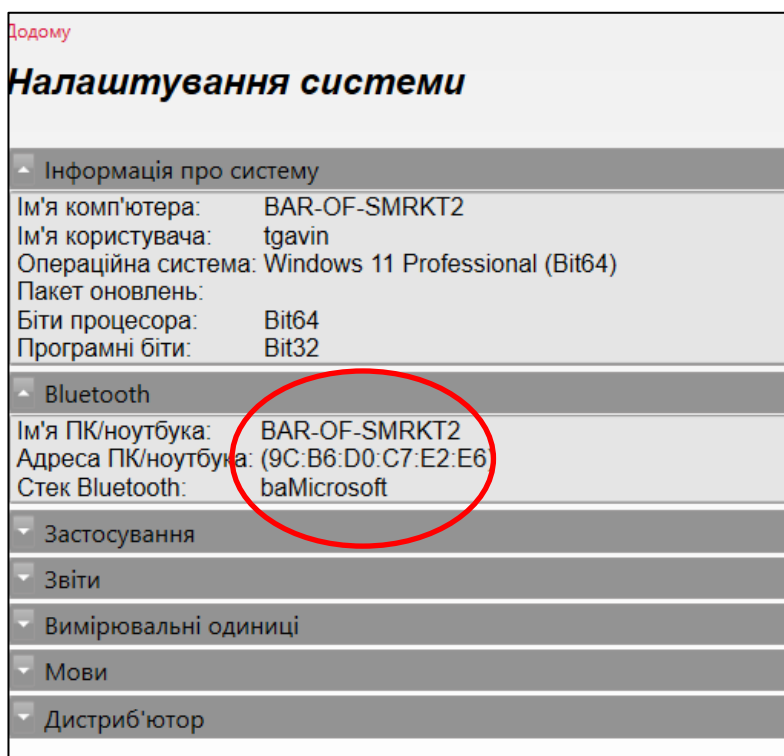 Додому
Налаштування системи
Інформація про систему
Ім'я комп'ютера: BAR-OF-SMRKT2
Ім'я користувача: tgavin
Операційна система: Windows 11 Professional (Bit64)
Пакет оновлень:
Біти процесора: Bit64
Програмні біти: Bit32
Bluetooth
Ім'я ПК/ноутбука: BAR-OF-SMRKT2
Адреса ПК/ноутбука: (9C:B6:D0:C7:E2:E6)
Стек Bluetooth: baMicrosoft
Застосування
Звіти
Вимірювальні одиниці
Мови
Дистриб'ютор